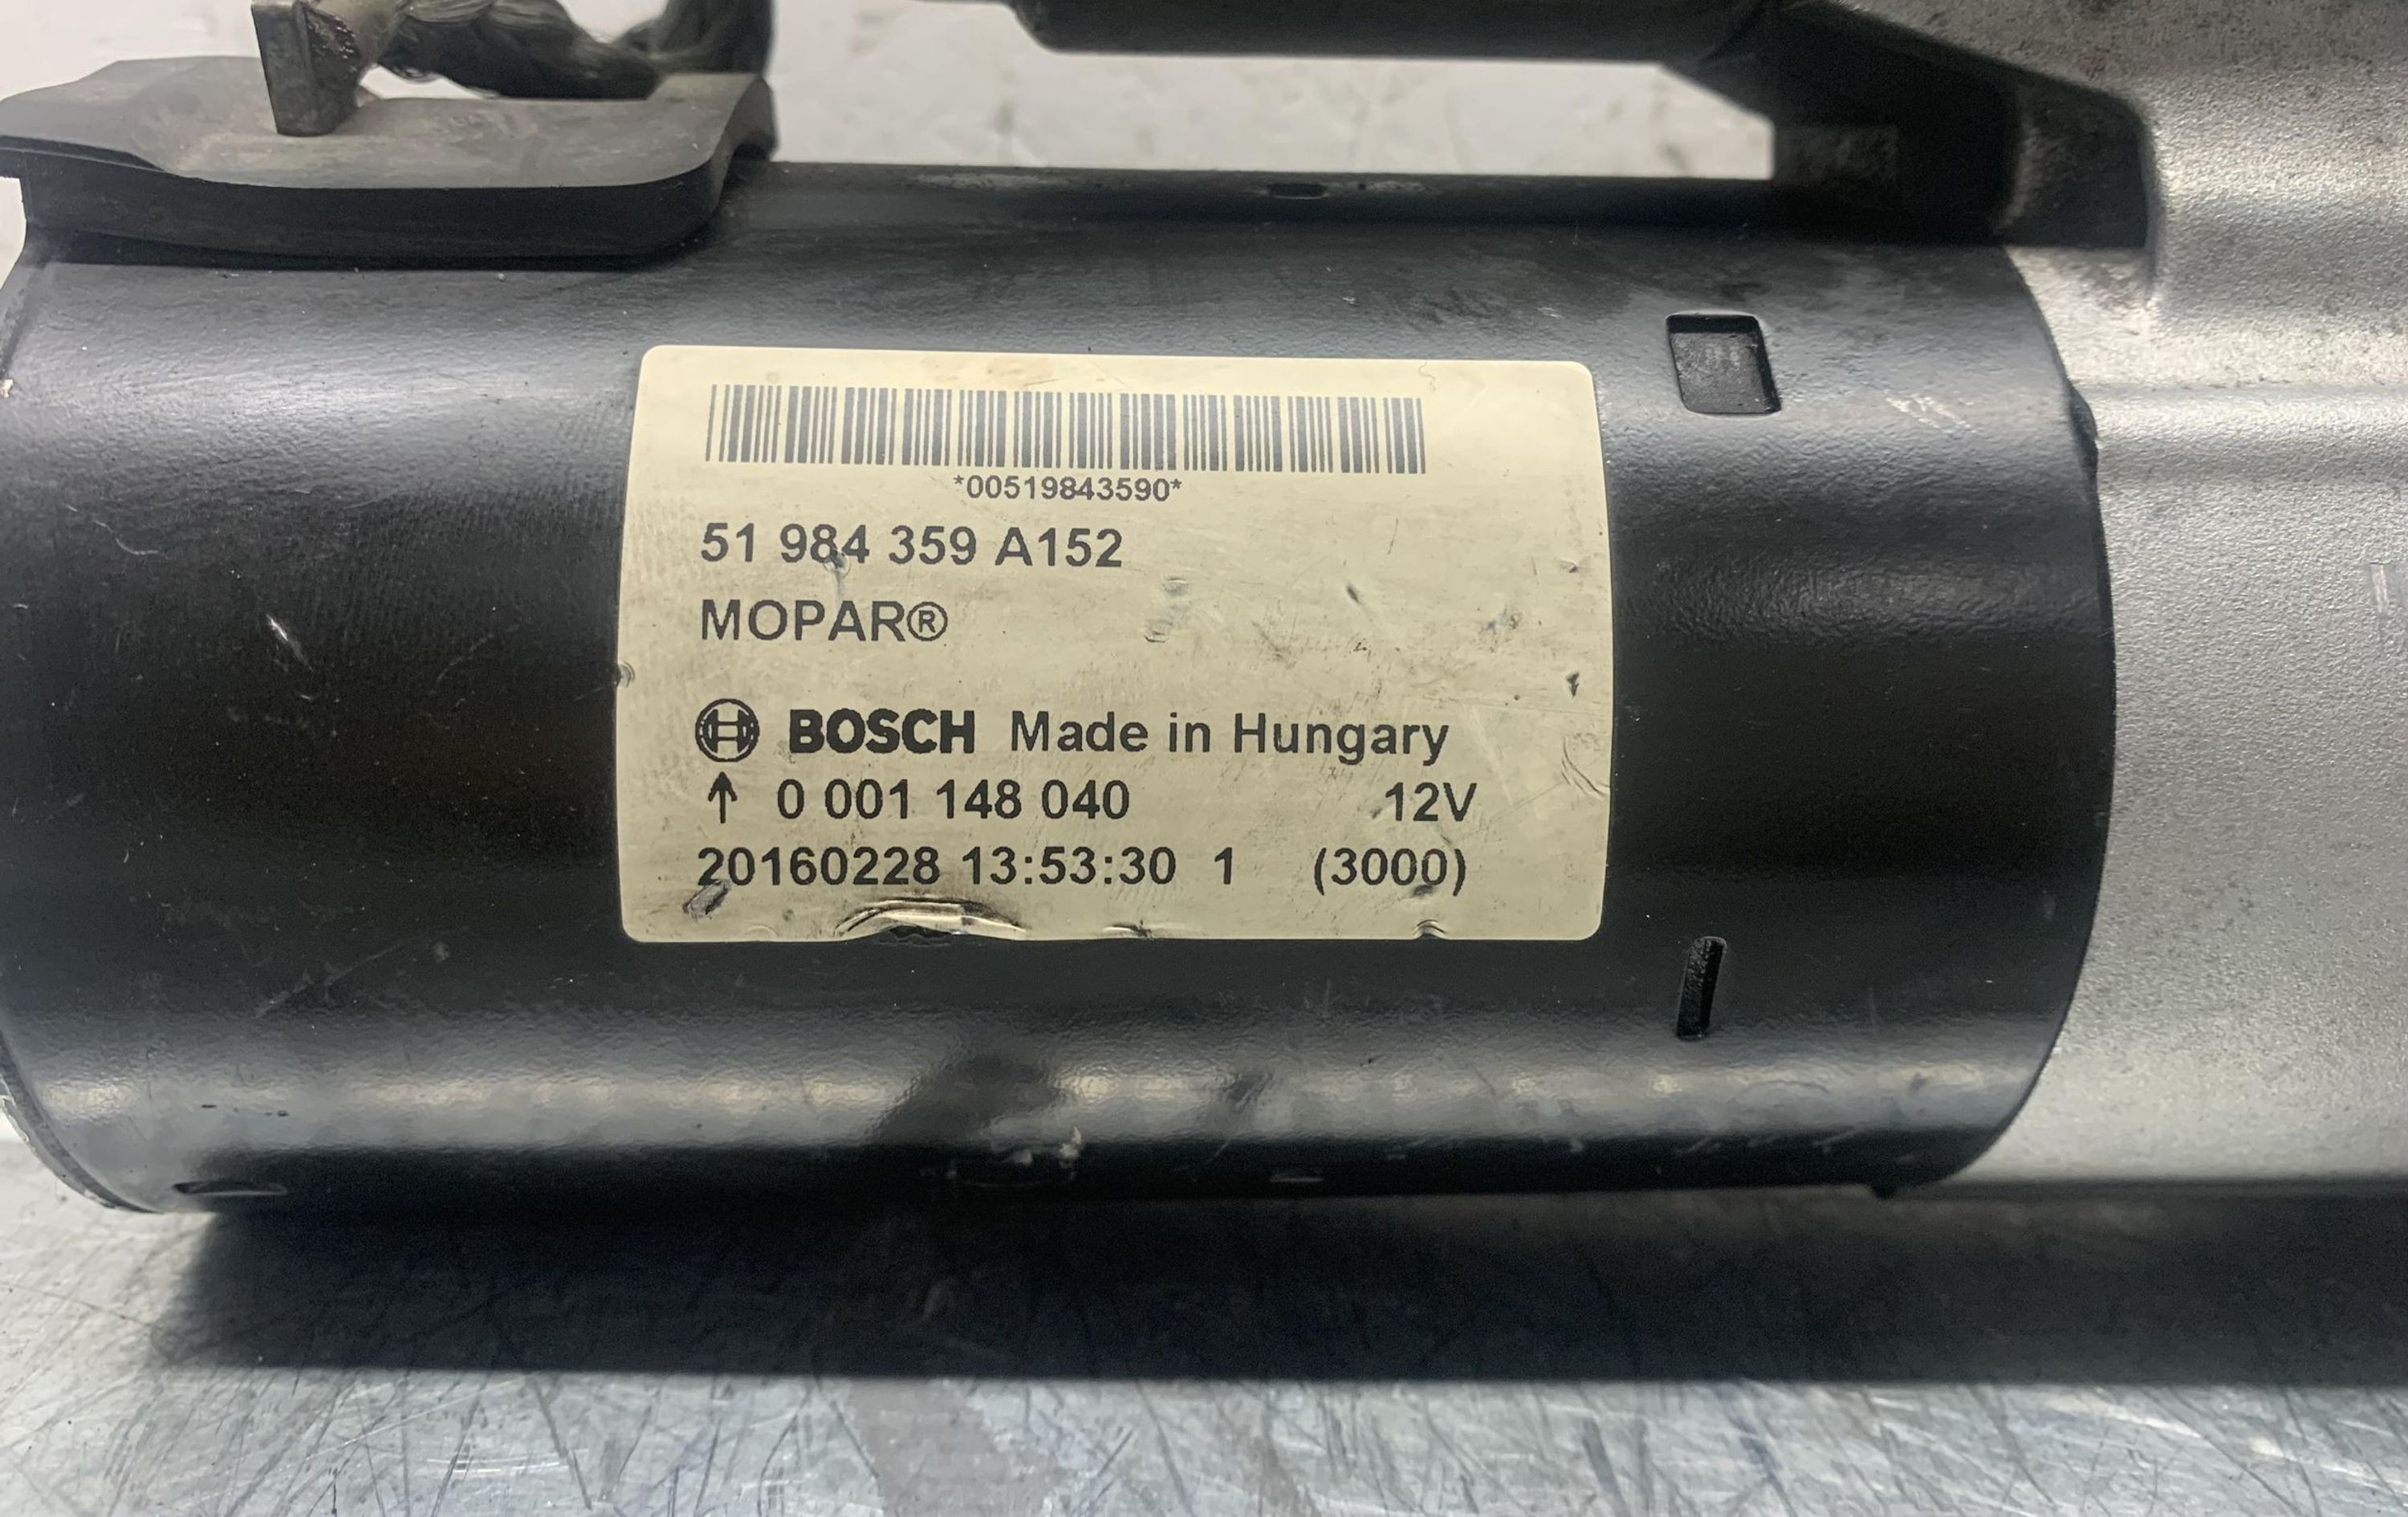 *00519843590*
51 984 359 A152
MOPAR®
BOSCH Made in Hungary
↑ 0 001 148 040 12V
20160228 13:53:30 1 (3000)